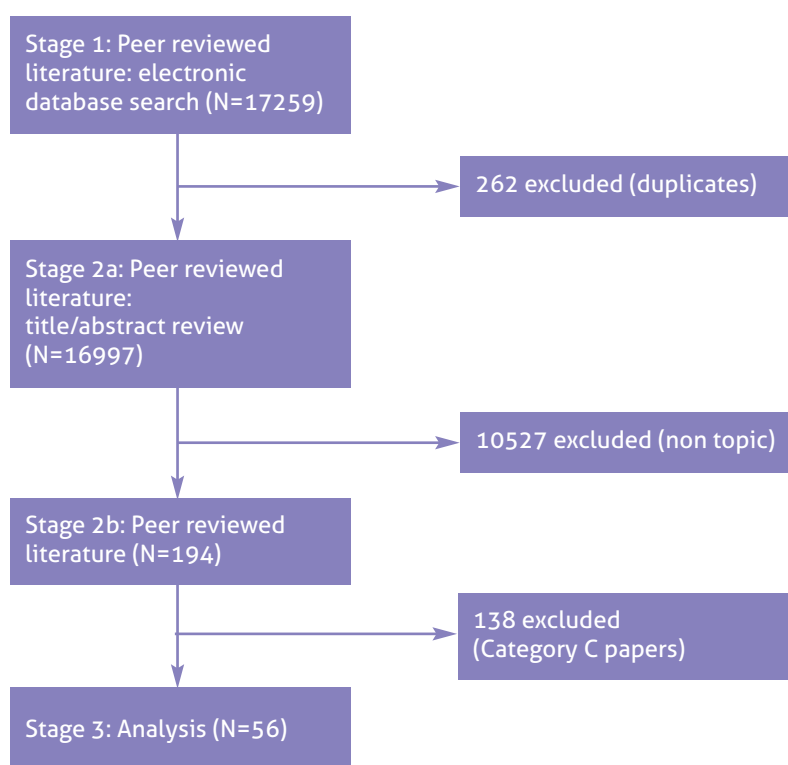 Stage 1: Peer reviewed
literature: electronic
database search (N=17259)
262 excluded (duplicates)
Stage 2a: Peer reviewed
literature:
title/abstract review
(N=16997)
10527 excluded (non topic)
Stage 2b: Peer reviewed
literature (N=194)
138 excluded
(Category C papers)
Stage 3: Analysis (N=56)